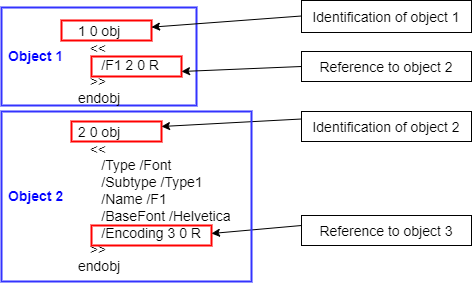 1 0 obj
Identification of object 1
<<
Object 1
/F1 2 0 R
Reference to object 2
>>
endobj
2 0 obj
Identification of object 2
<<
/Type /Font
/Subtype /Type1
Object 2
/Name /F1
/BaseFont /Helvetica
/Encoding 3 0 R
Reference to object 3
>>
endobj